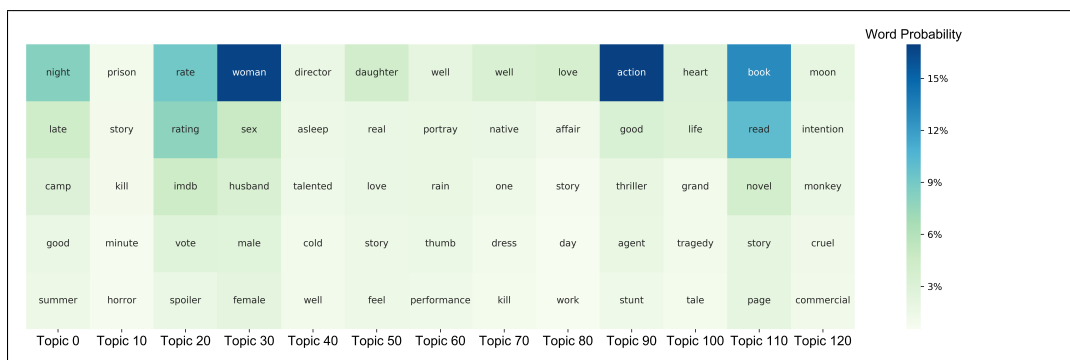 Word Probability
night prison rate woman director daughter well well love action heart book moon
15%
late story rating sex asleep real portray native affair good life read intention
12%
camp kill imdb husband talented love rain one story thriller grand novel monkey
9%
good minute vote male cold story thumb dress day agent tragedy story cruel
6%
summer horror spoiler female well feel performance kill work stunt tale page commercial
3%
Topic 0 Topic 10 Topic 20 Topic 30 Topic 40 Topic 50 Topic 60 Topic 70 Topic 80 Topic 90 Topic 100 Topic 110 Topic 120